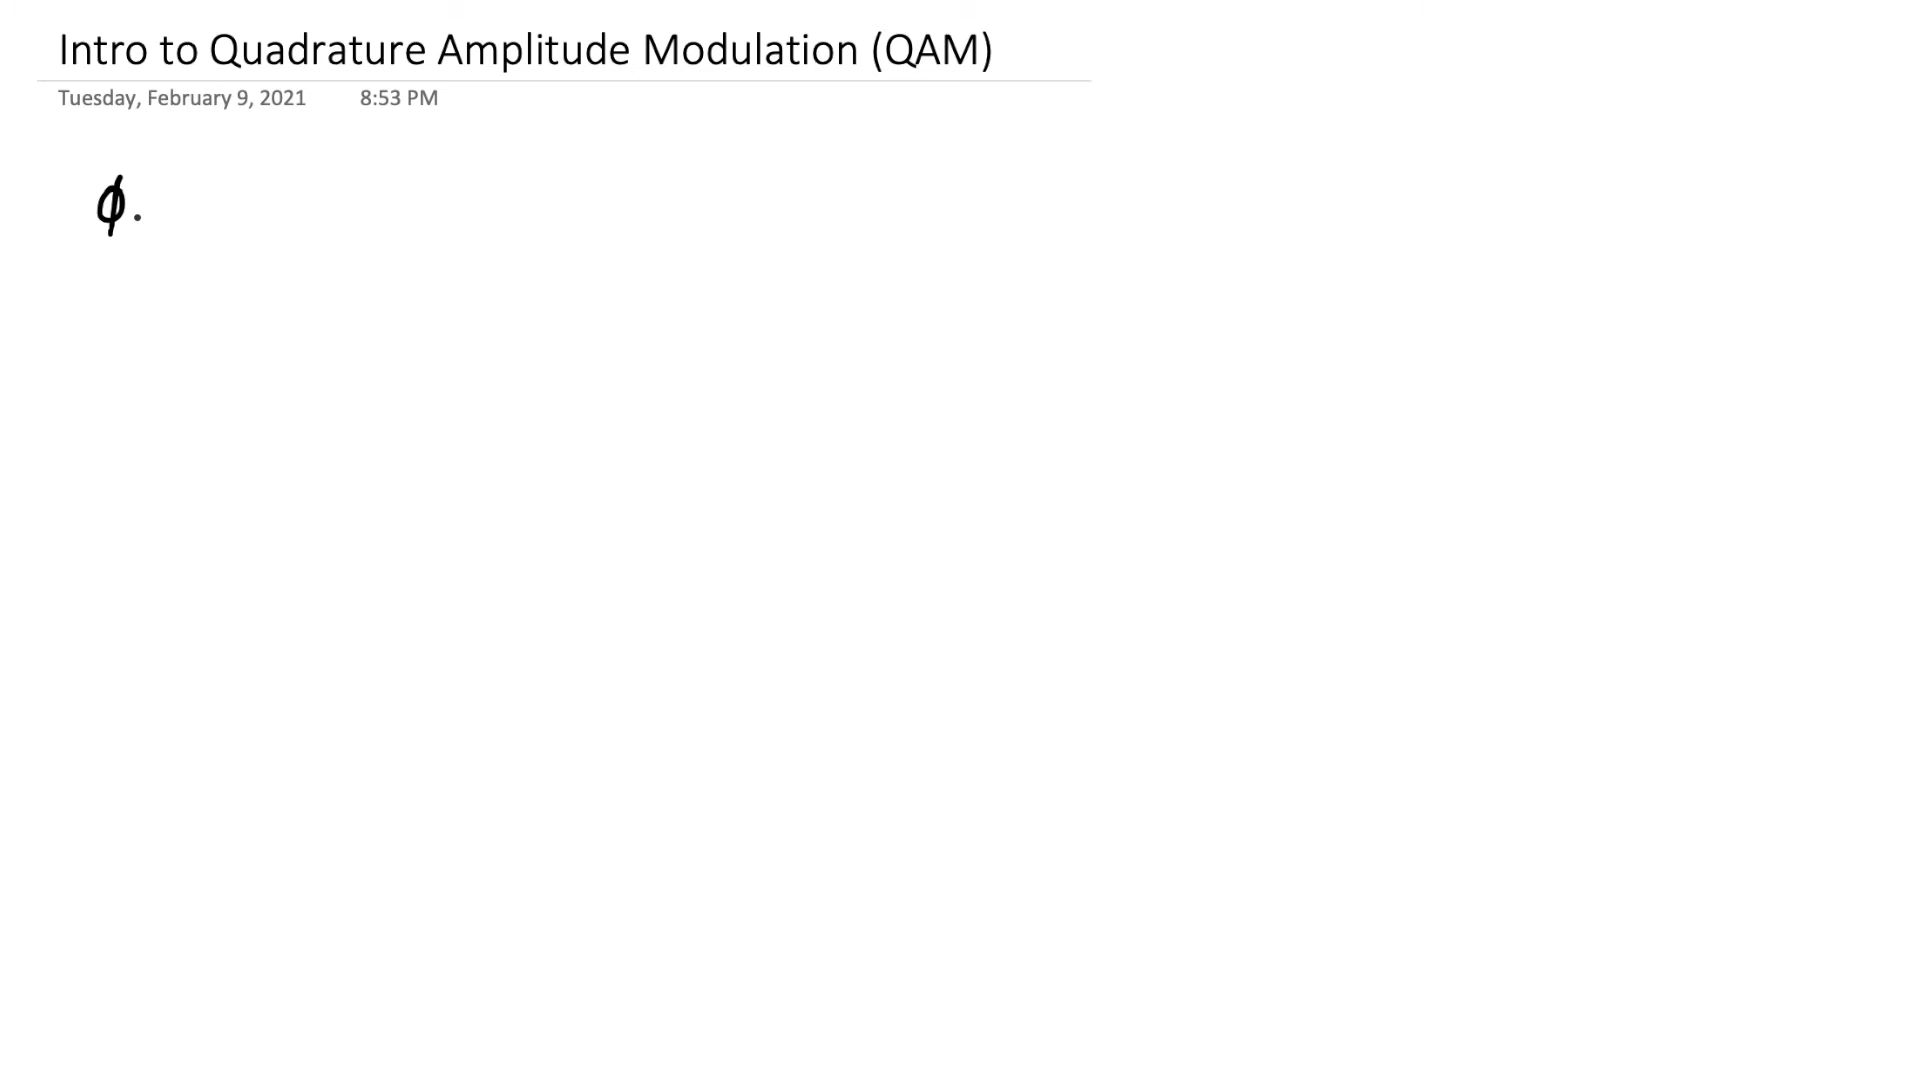 Intro to Quadrature Amplitude Modulation (QAM)
Tuesday, February 9, 2021 8:53 PM
ϕ.